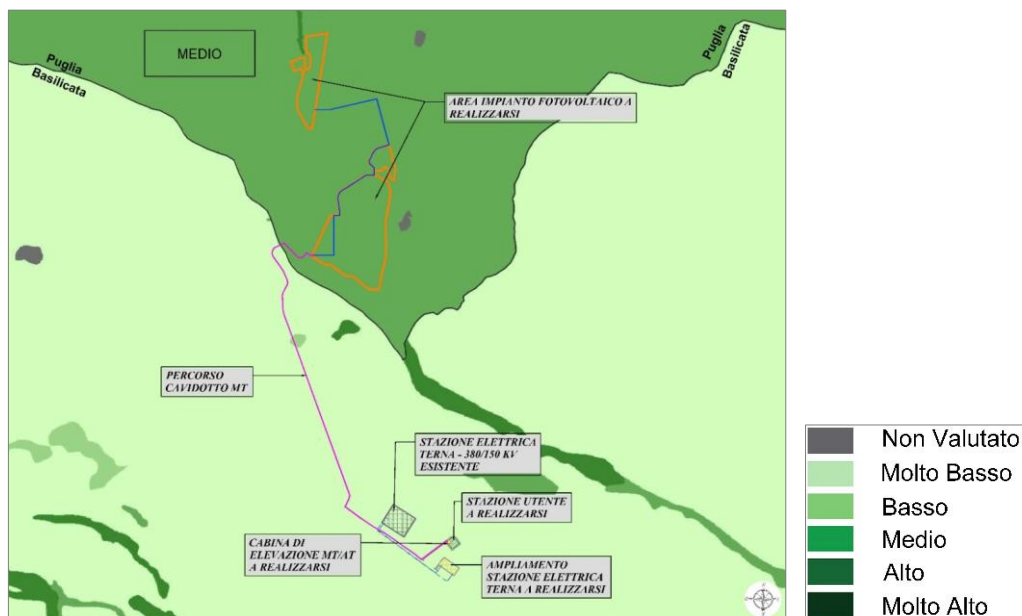 MEDIO
Puglia
Basilicata
Puglia
Basilicata
AREA IMPIANTO FOTOVOLTAICO A
REALIZZARSI
PERCORSO
CAVIDOTTO MT
STAZIONE ELETTRICA
TERNA - 380/150 KV
ESISTENTE
STAZIONE UTENTE
A REALIZZARSI
CABINA DI
ELEVAZIONE MT/AT
A REALIZZARSI
AMPLIAMENTO
STAZIONE ELETTRICA
TERNA A REALIZZARSI
Non Valutato
Molto Basso
Basso
Medio
Alto
Molto Alto